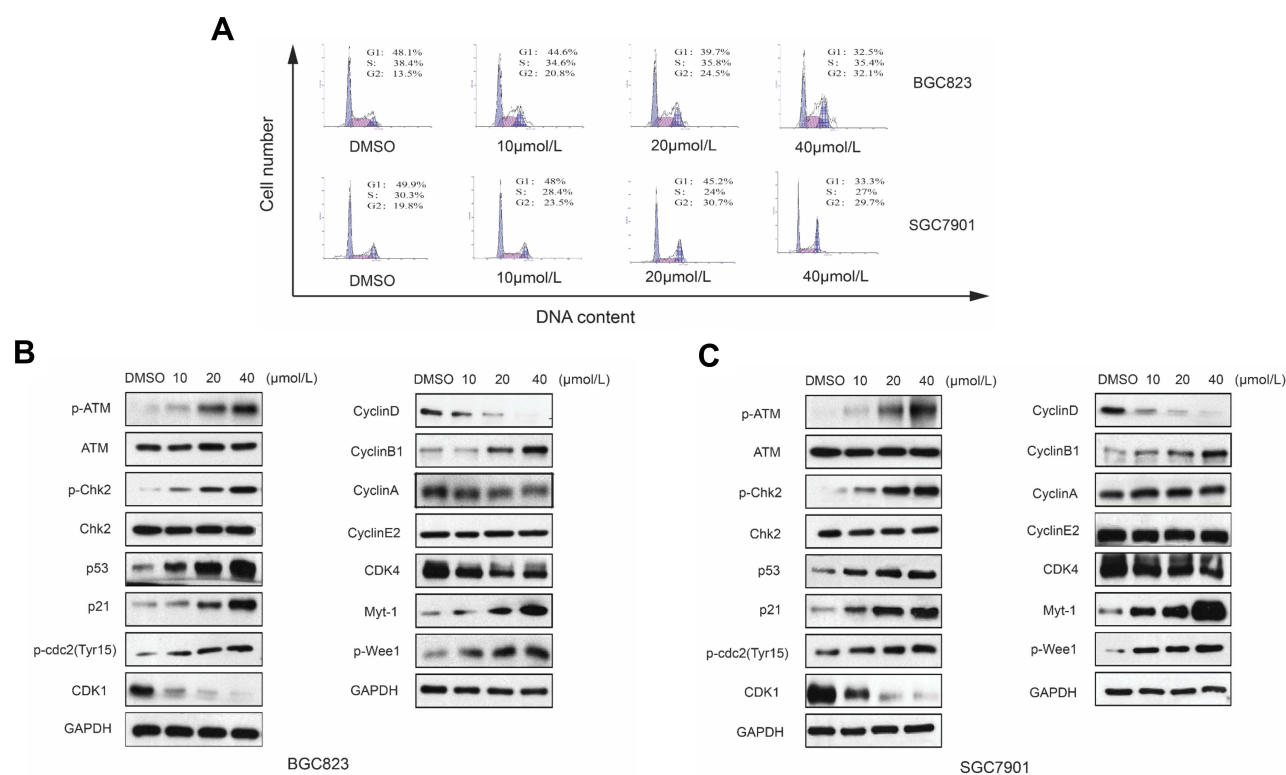 A
G1: 48.1%
S: 38.4%
G2: 13.5%
G1: 44.6%
S: 34.6%
G2: 20.8%
G1: 39.7%
S: 35.8%
G2: 24.5%
G1: 32.5%
S: 35.4%
G2: 32.1%
BGC823
DMSO
10μmol/L
20μmol/L
40μmol/L
G1: 49.9%
S: 30.3%
G2: 19.8%
G1: 48%
S: 28.4%
G2: 23.5%
G1: 45.2%
S: 24%
G2: 30.7%
G1: 33.3%
S: 27%
G2: 29.7%
SGC7901
DMSO
10μmol/L
20μmol/L
40μmol/L
Cell number
DNA content
B
DMSO 10 20 40 (μmol/L)
p-ATM
ATM
p-Chk2
Chk2
p53
p21
p-cdc2(Tyr15)
CDK1
GAPDH
DMSO 10 20 40 (μmol/L)
CyclinD
CyclinB1
CyclinA
CyclinE2
CDK4
Myt-1
p-Wee1
GAPDH
BGC823
C
DMSO 10 20 40 (μmol/L)
p-ATM
ATM
p-Chk2
Chk2
p53
p21
p-cdc2(Tyr15)
CDK1
GAPDH
DMSO 10 20 40 (μmol/L)
CyclinD
CyclinB1
CyclinA
CyclinE2
CDK4
Myt-1
p-Wee1
GAPDH
SGC7901